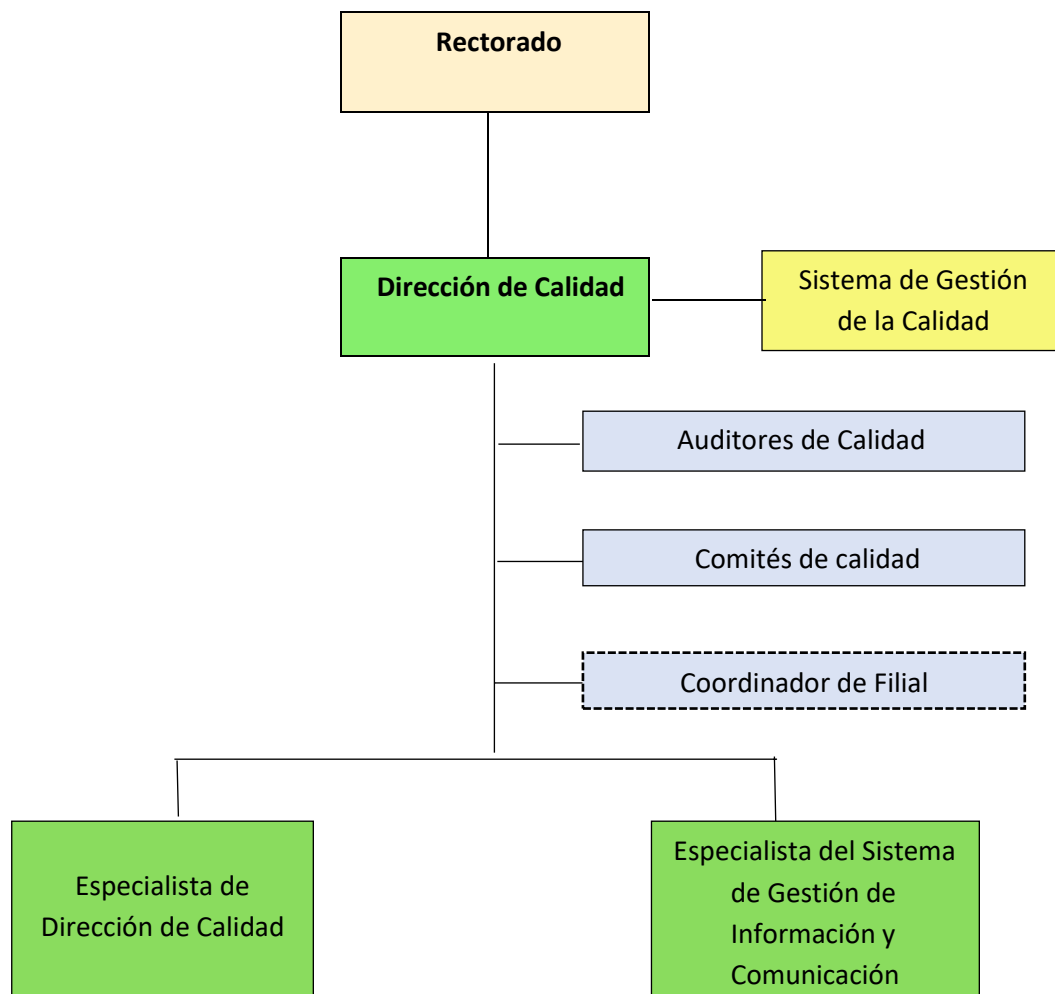 Rectorado
Dirección de Calidad
Sistema de Gestión
de la Calidad
Auditores de Calidad
Comités de calidad
Coordinador de Filial
Especialista de
Dirección de Calidad
Especialista del Sistema
de Gestión de
Información y
Comunicación